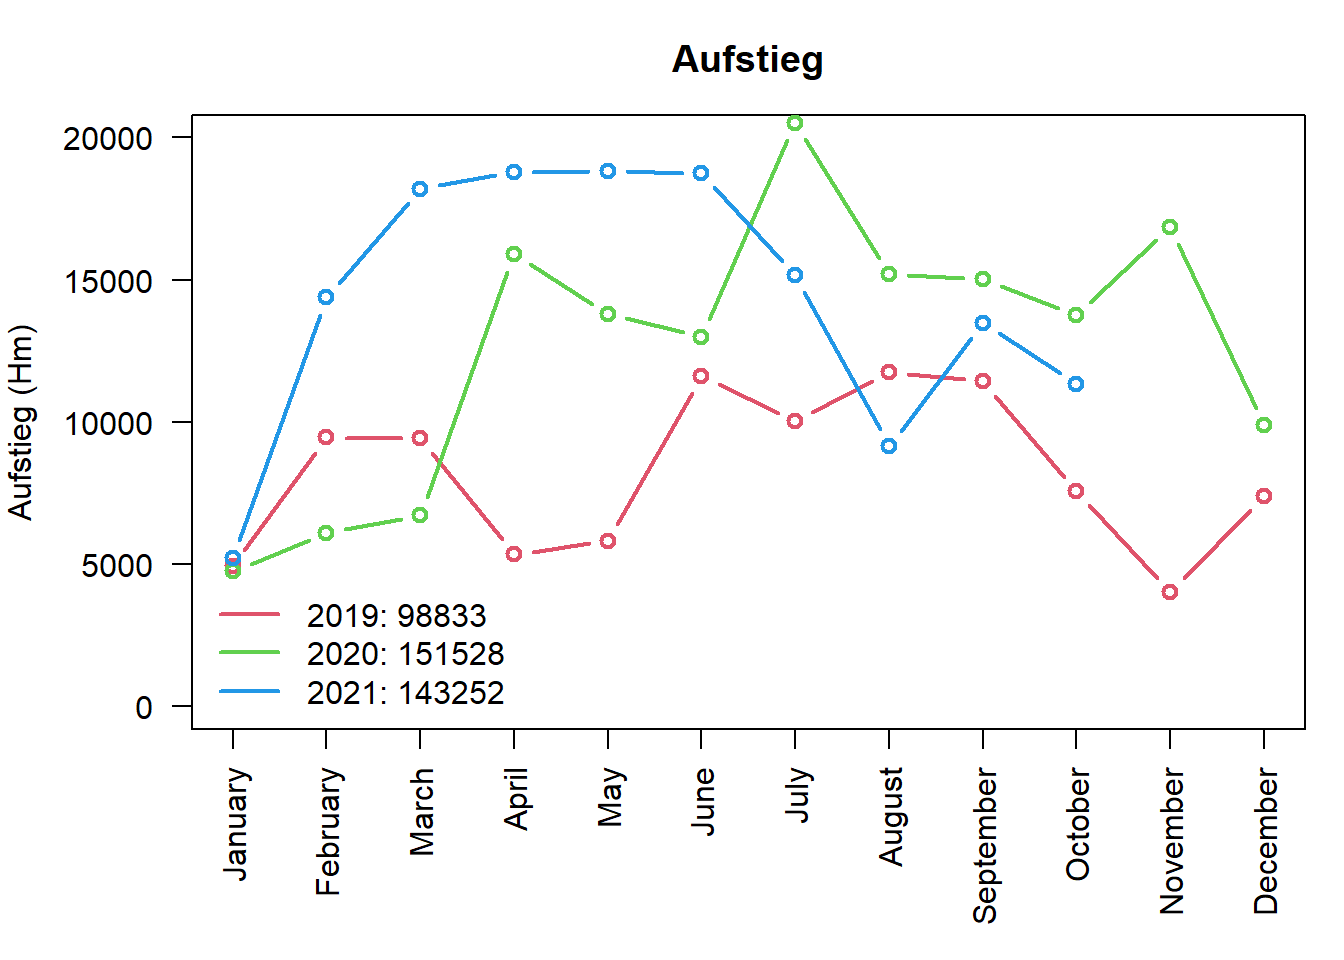 Aufstieg
Aufstieg (Hm)
20000
15000
10000
5000
0
2019: 98833
2020: 151528
2021: 143252
January
February
March
April
May
June
July
August
September
October
November
December